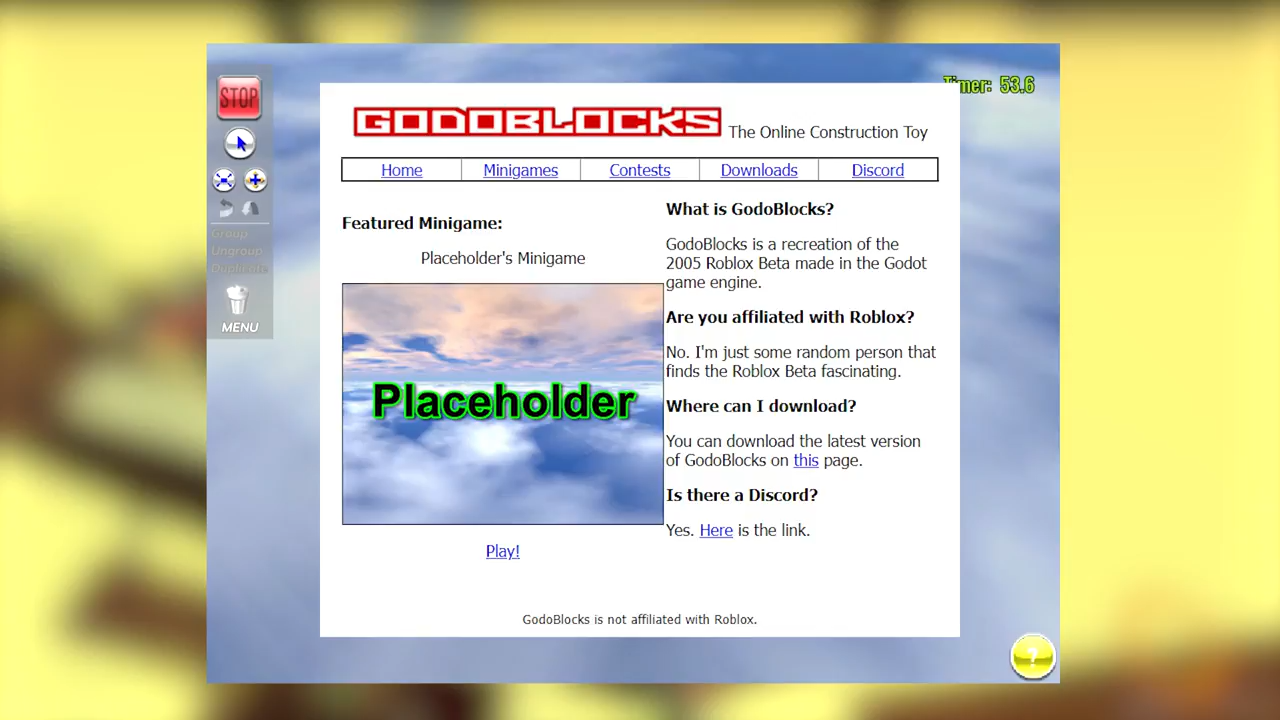 STOP
Timer: 53.6
GODOBLOCKS The Online Construction Toy
Home Minigames Contests Downloads Discord
Group
Ungroup
Duplicate
MENU
Featured Minigame:
Placeholder's Minigame
Placeholder
Play!
What is GodoBlocks?
GodoBlocks is a recreation of the
2005 Roblox Beta made in the Godot
game engine.
Are you affiliated with Roblox?
No. I'm just some random person that
finds the Roblox Beta fascinating.
Where can I download?
You can download the latest version
of GodoBlocks on this page.
Is there a Discord?
Yes. Here is the link.
GodoBlocks is not affiliated with Roblox.
?